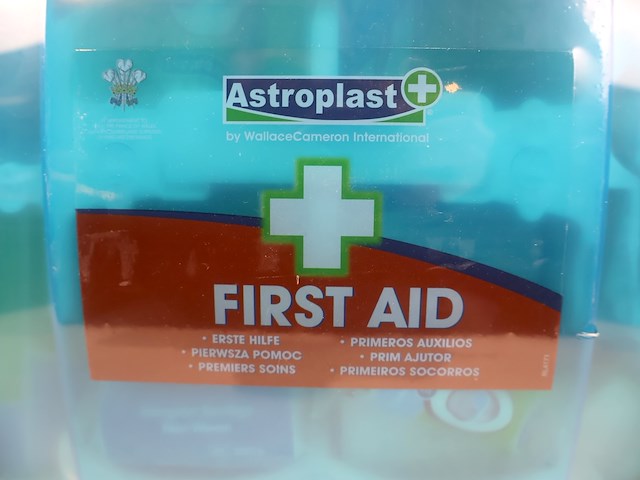 Astroplast
by WallaceCameron International
FIRST AID
• ERSTE HILFE
• PIERWSZA POMOC
• PREMIERS SOINS
• PRIMEROS AUXILIOS
• PRIM AJUTOR
• PRIMEIROS SOCORROS